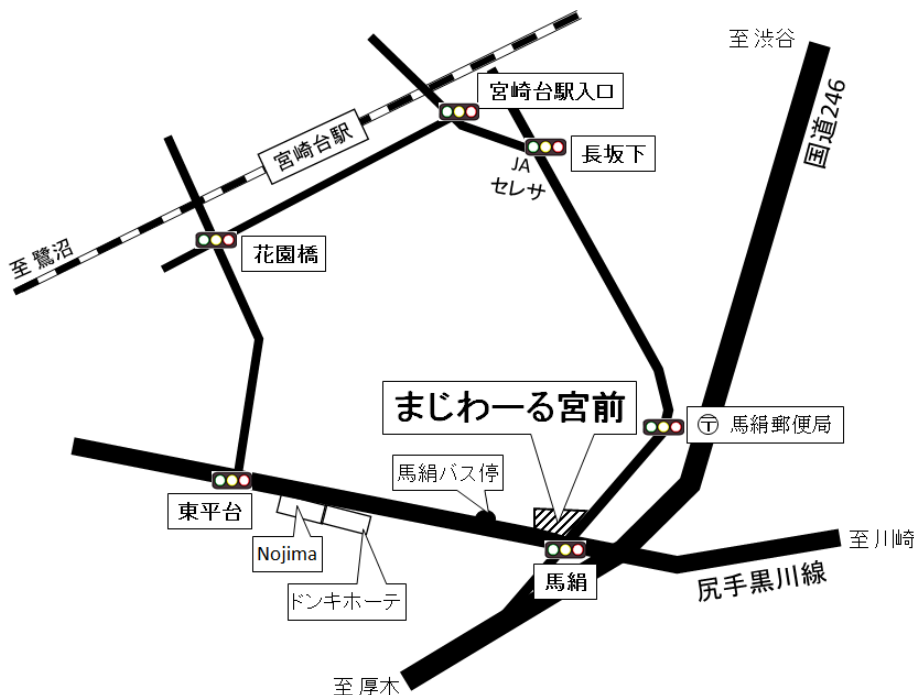 至 渋谷
国道246
宮崎台駅入口
宮崎台駅
長坂下
JA
セレサ
至 鷺沼
花園橋
まじわーる宮前
〶 馬絹郵便局
馬絹バス停
東平台
Nojima
ドンキホーテ
馬絹
至 川崎
尻手黒川線
至 厚木